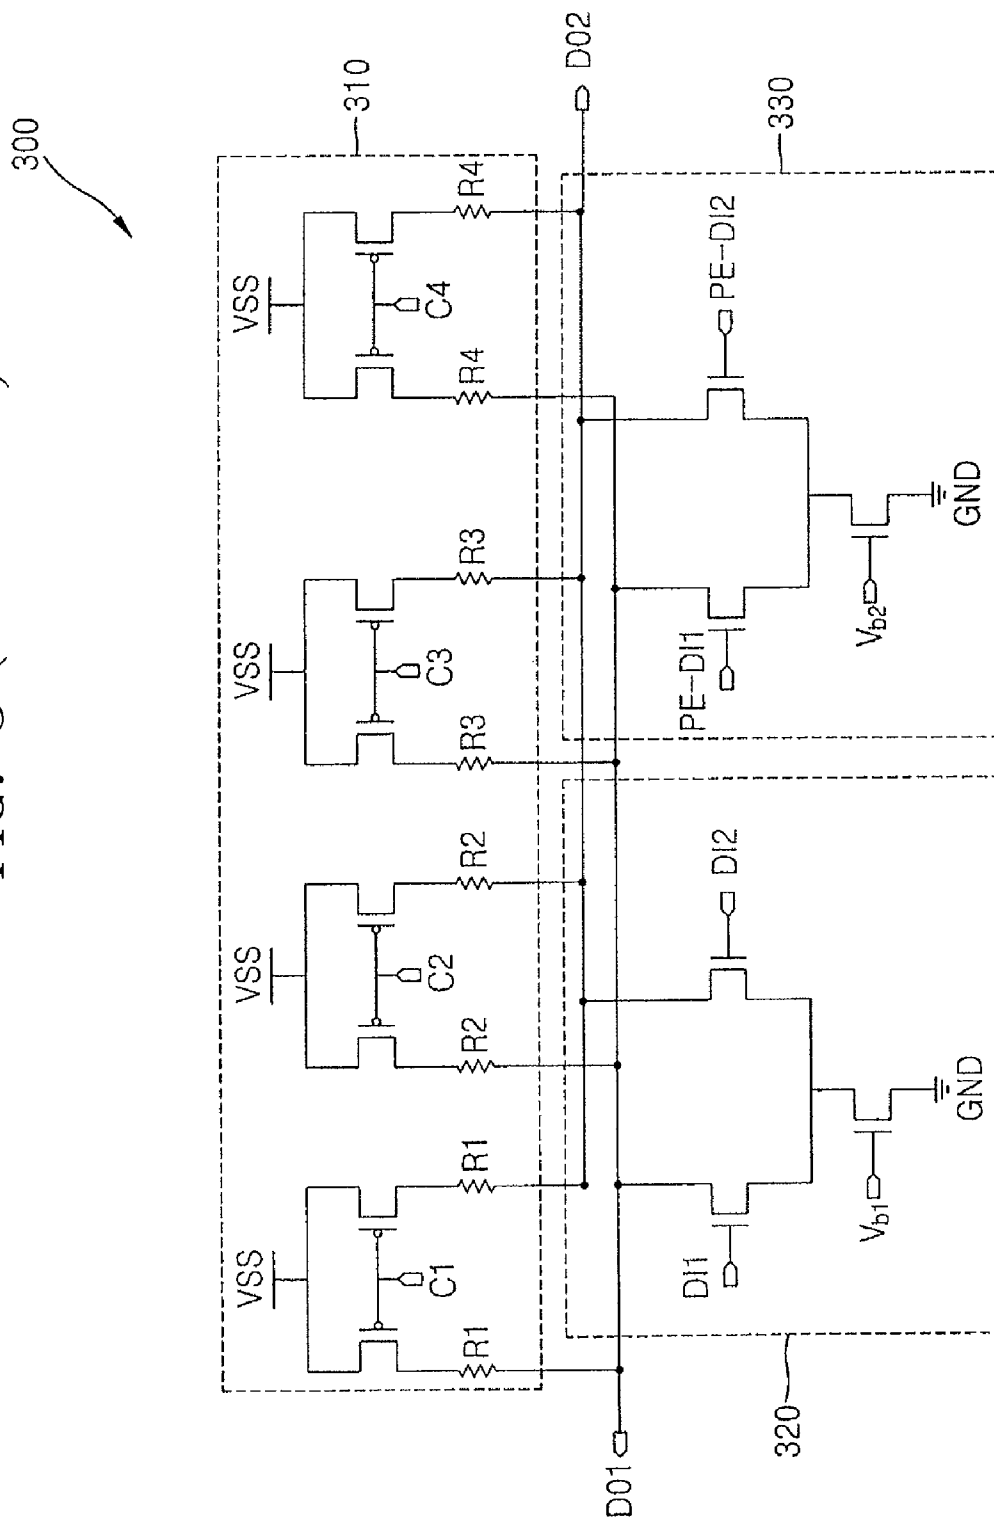 300
310
VSS VSS VSS VSS
C1 C2 C3 C4
R1 R1 R2 R2 R3 R3 R4 R4
D01
D02
320
330
DI1
DI2
PE-DI1
PE-DI2
Vb1
Vb2
GND
GND